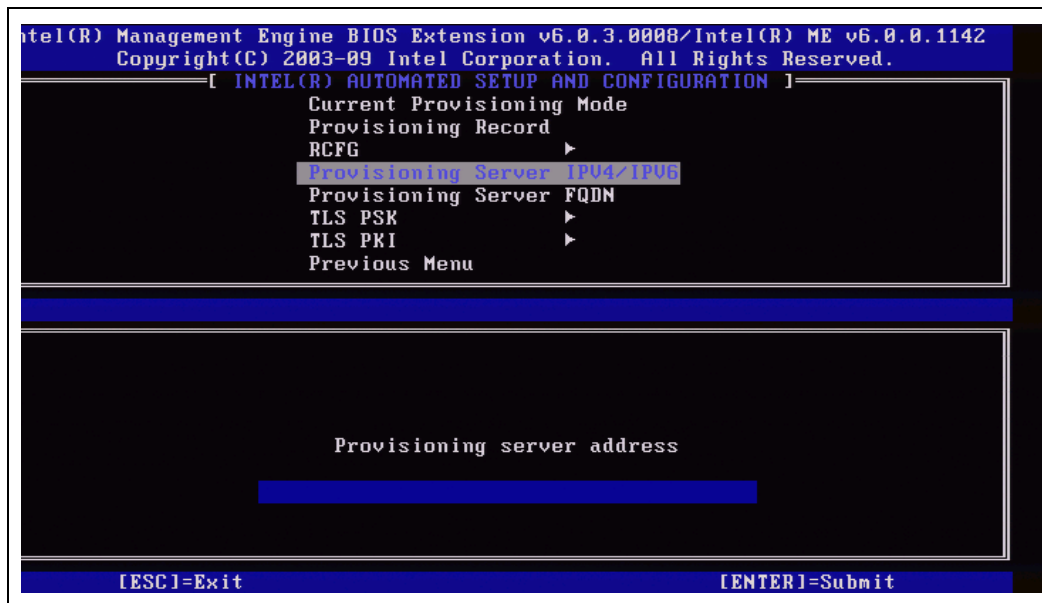 ntel(R) Management Engine BIOS Extension v6.0.3.0008/Intel(R) ME v6.0.0.1142
Copyright(C) 2003-09 Intel Corporation. All Rights Reserved.
[ INTEL(R) AUTOMATED SETUP AND CONFIGURATION ]
Current Provisioning Mode
Provisioning Record
RCFG ►
Provisioning Server IPV4/IPV6
Provisioning Server FQDN
TLS PSK ►
TLS PKI ►
Previous Menu
Provisioning server address
[ESC]=Exit [ENTER]=Submit